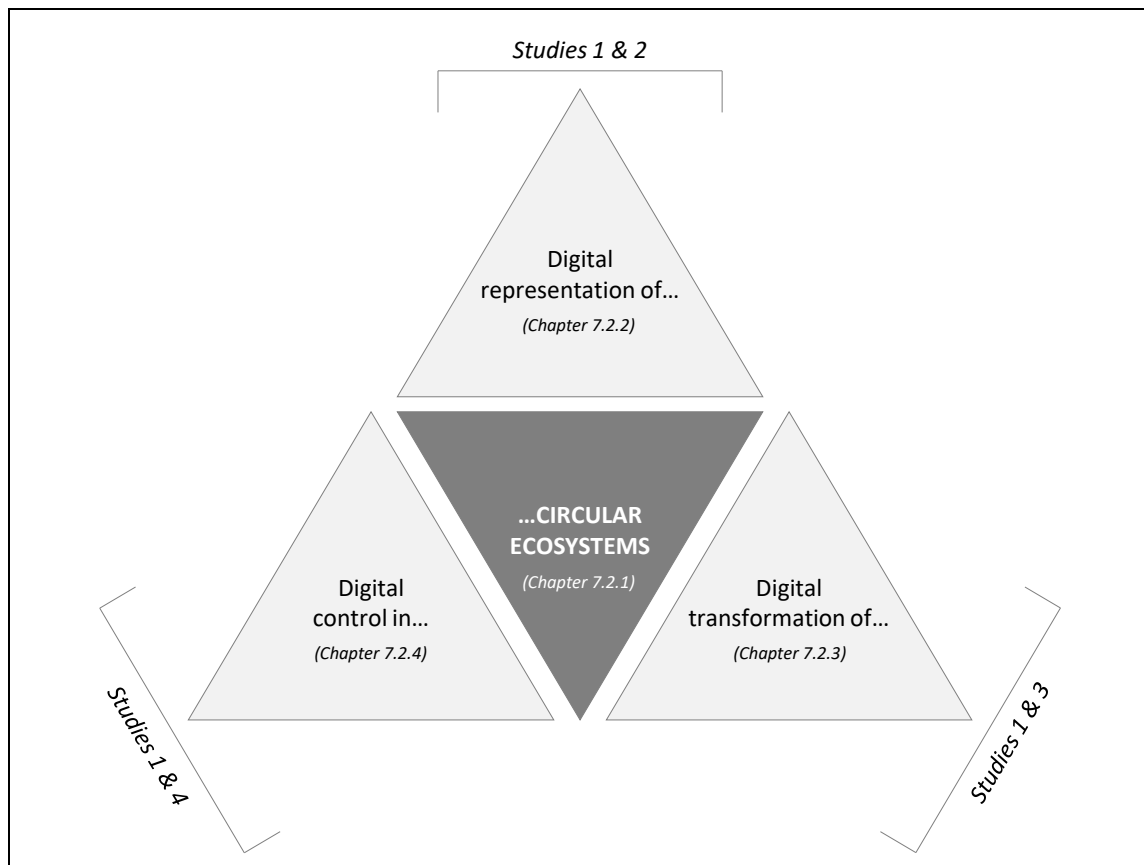 Studies 1 & 2
Digital
representation of…
(Chapter 7.2.2)
…CIRCULAR
ECOSYSTEMS
(Chapter 7.2.1)
Digital
control in…
(Chapter 7.2.4)
Digital
transformation of…
(Chapter 7.2.3)
Studies 1 & 4
Studies 1 & 3